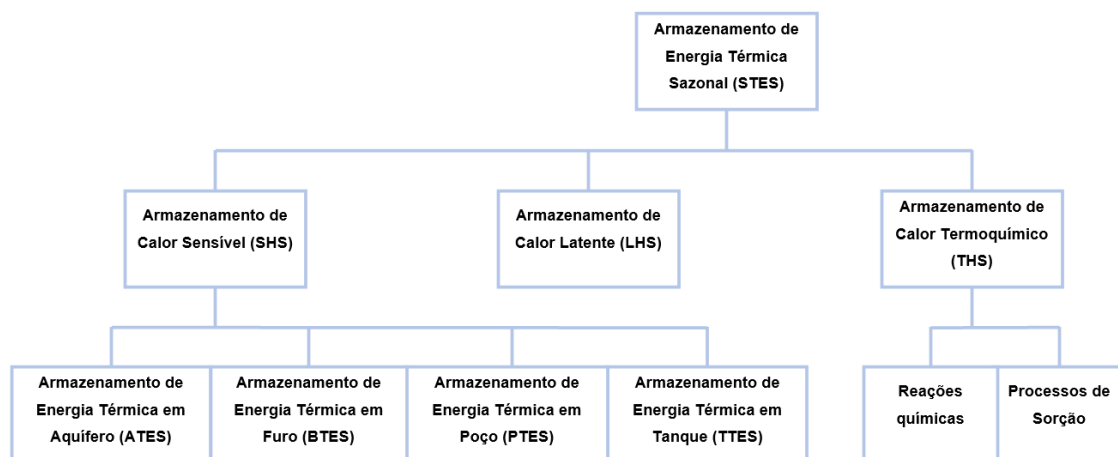 Armazenamento de
Energia Térmica
Sazonal (STES)
Armazenamento de
Calor Sensível (SHS)
Armazenamento de
Calor Latente (LHS)
Armazenamento de
Calor Termoquímico
(THS)
Armazenamento de
Energia Térmica em
Aquífero (ATES)
Armazenamento de
Energia Térmica em
Furo (BTES)
Armazenamento de
Energia Térmica em
Poço (PTES)
Armazenamento de
Energia Térmica em
Tanque (TTES)
Reações
químicas
Processos de
Sorção